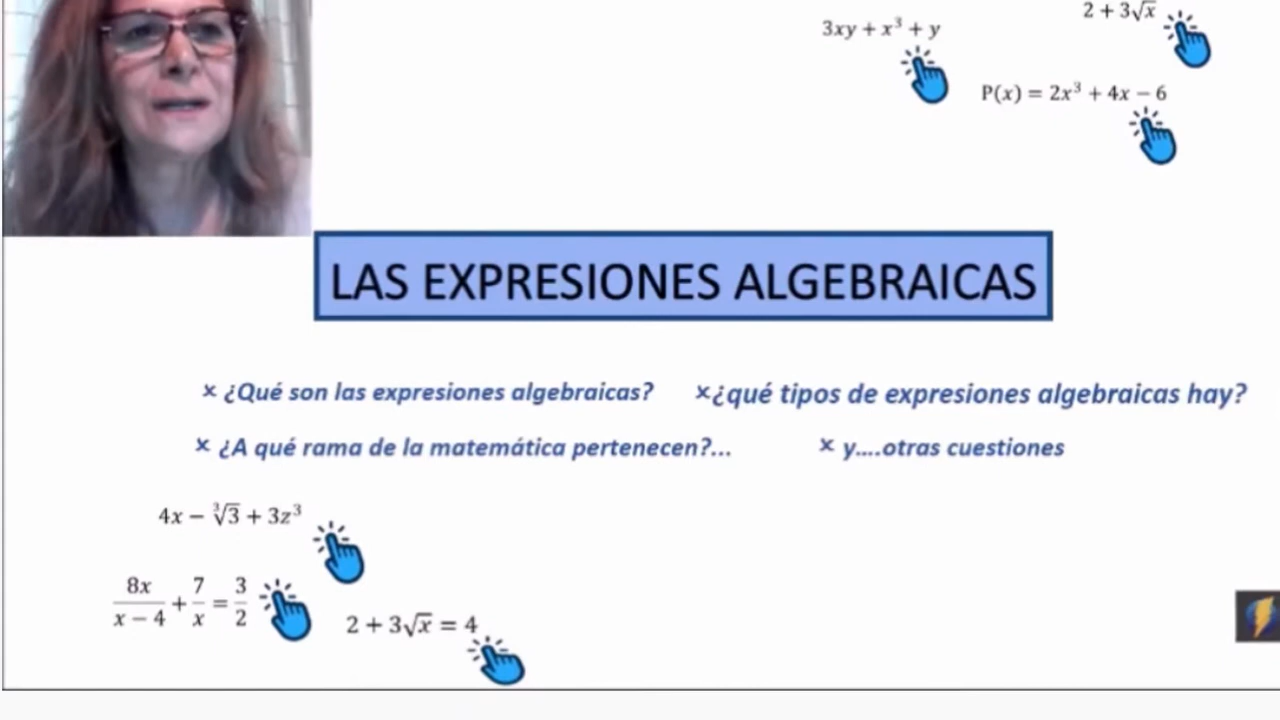 2 + 3√x
3xy + x³ + y
P(x) = 2x³ + 4x − 6
LAS EXPRESIONES ALGEBRAICAS
× ¿Qué son las expresiones algebraicas? ×¿qué tipos de expresiones algebraicas hay?
× ¿A qué rama de la matemática pertenecen?... × y....otras cuestiones
4x − ∛3 + 3z³
8x/(x − 4) + 7/x = 3/2
2 + 3√x = 4